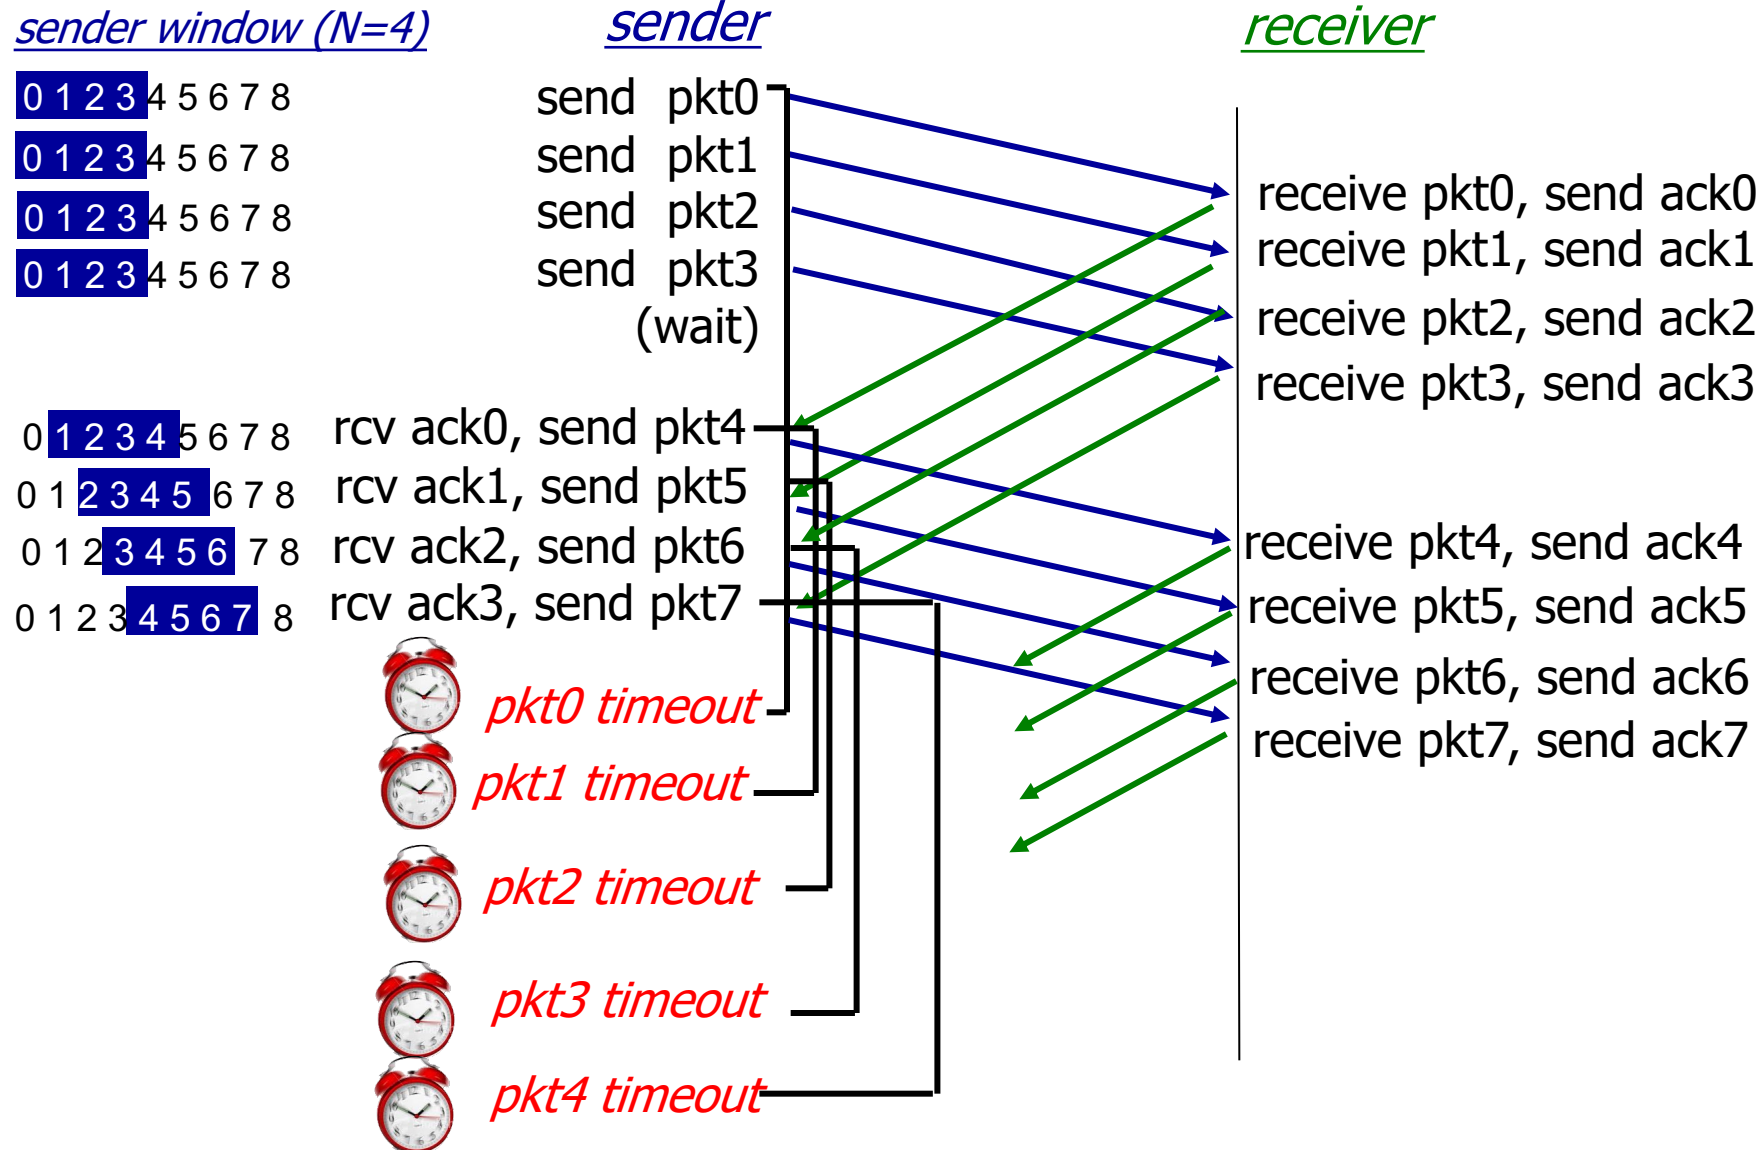 sender window (N=4)
sender
receiver
0 1 2 3 4 5 6 7 8
send pkt0
0 1 2 3 4 5 6 7 8
send pkt1
0 1 2 3 4 5 6 7 8
send pkt2
0 1 2 3 4 5 6 7 8
send pkt3
(wait)
receive pkt0, send ack0
receive pkt1, send ack1
receive pkt2, send ack2
receive pkt3, send ack3
0 1 2 3 4 5 6 7 8
rcv ack0, send pkt4
0 1 2 3 4 5 6 7 8
rcv ack1, send pkt5
0 1 2 3 4 5 6 7 8
rcv ack2, send pkt6
0 1 2 3 4 5 6 7 8
rcv ack3, send pkt7
receive pkt4, send ack4
receive pkt5, send ack5
receive pkt6, send ack6
receive pkt7, send ack7
pkt0 timeout
pkt1 timeout
pkt2 timeout
pkt3 timeout
pkt4 timeout